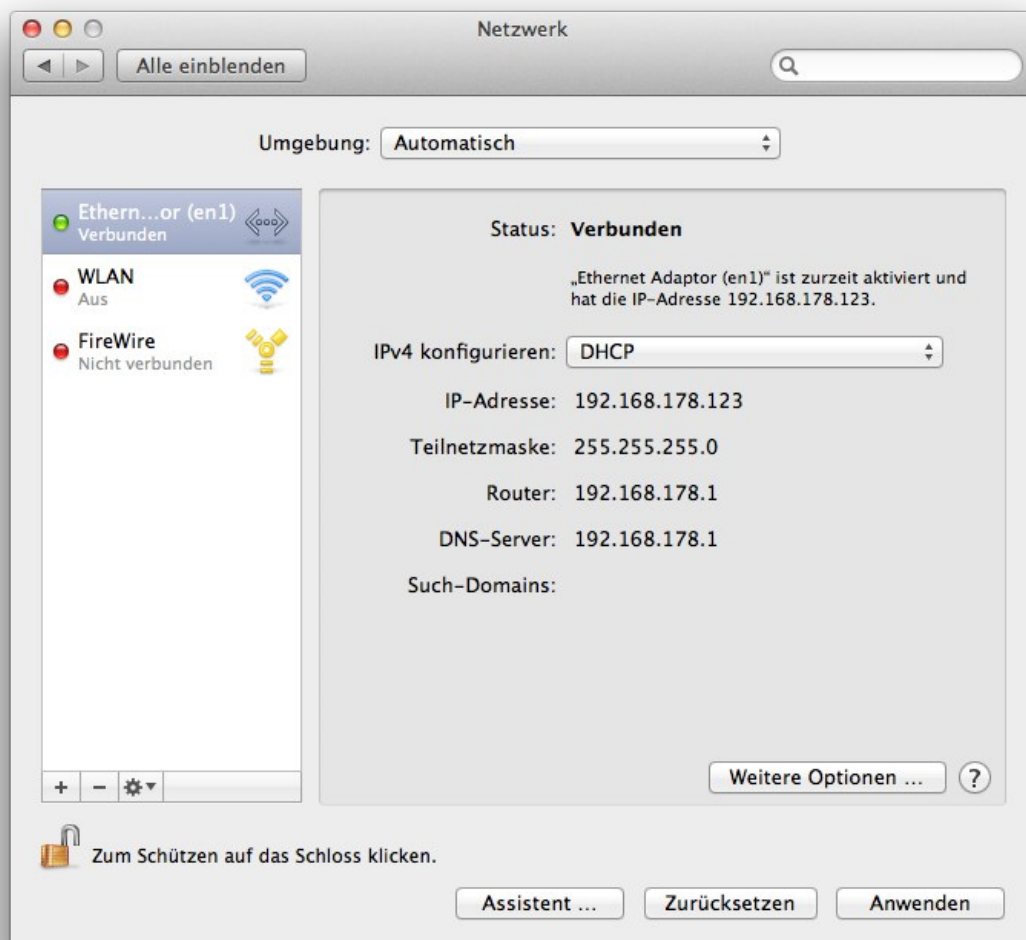 Netzwerk
Alle einblenden
Umgebung: Automatisch
Ethern...or (en1)
Verbunden
WLAN
Aus
FireWire
Nicht verbunden
Status: Verbunden
„Ethernet Adaptor (en1)“ ist zurzeit aktiviert und
hat die IP-Adresse 192.168.178.123.
IPv4 konfigurieren: DHCP
IP-Adresse: 192.168.178.123
Teilnetzmaske: 255.255.255.0
Router: 192.168.178.1
DNS-Server: 192.168.178.1
Such-Domains:
Weitere Optionen ... ?
Zum Schützen auf das Schloss klicken.
Assistent ... Zurücksetzen Anwenden